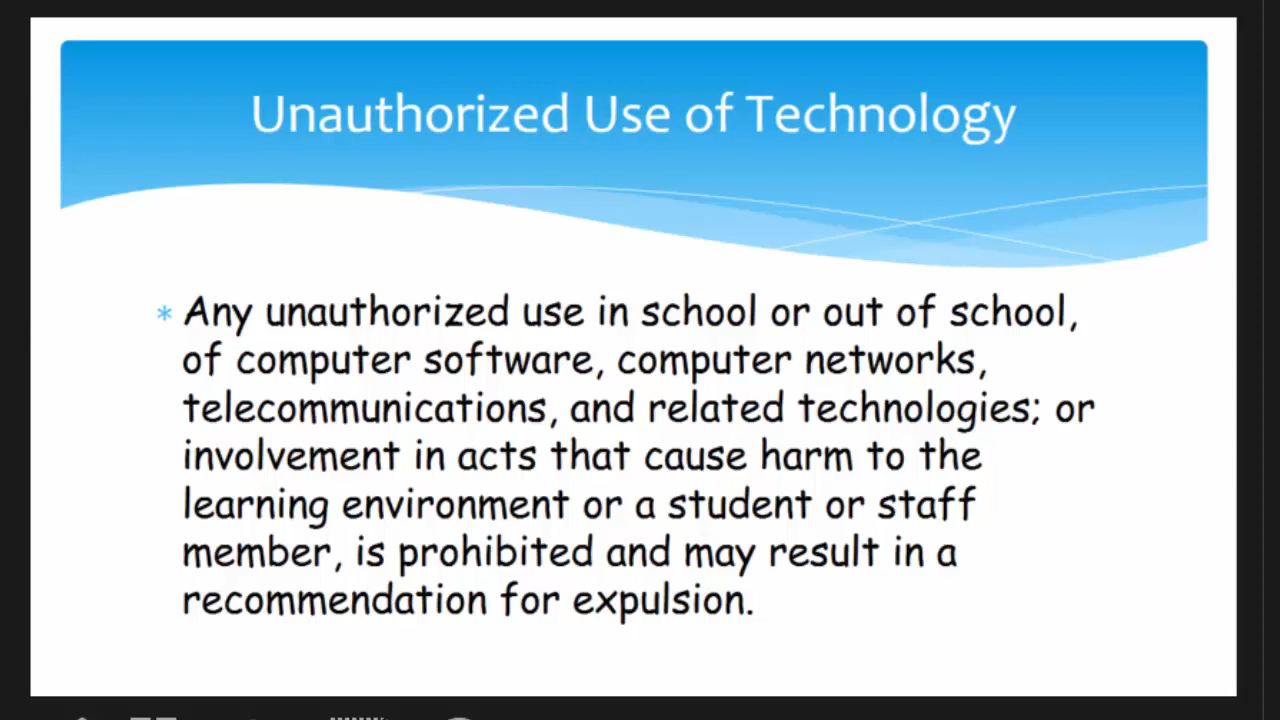 Unauthorized Use of Technology
* Any unauthorized use in school or out of school,
of computer software, computer networks,
telecommunications, and related technologies; or
involvement in acts that cause harm to the
learning environment or a student or staff
member, is prohibited and may result in a
recommendation for expulsion.